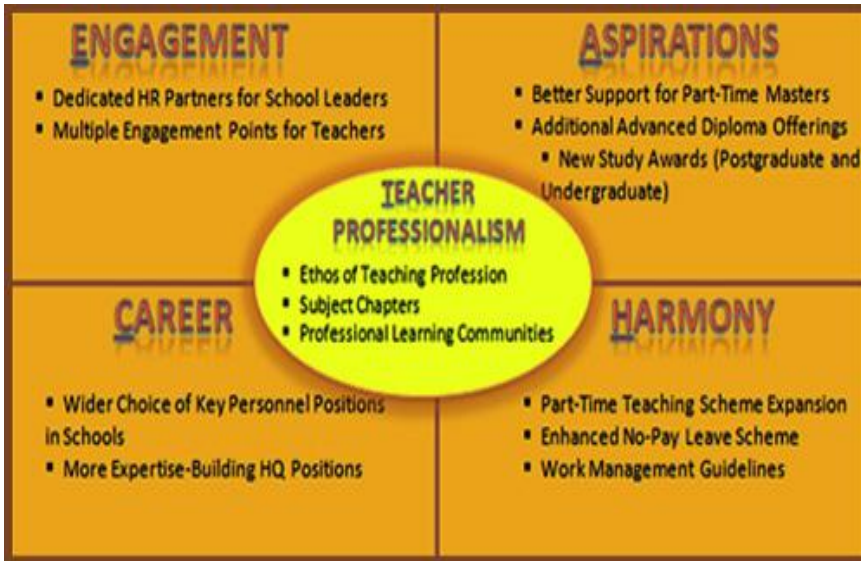 ENGAGEMENT
▪ Dedicated HR Partners for School Leaders
▪ Multiple Engagement Points for Teachers
ASPIRATIONS
▪ Better Support for Part-Time Masters
▪ Additional Advanced Diploma Offerings
▪ New Study Awards (Postgraduate and
Undergraduate)
TEACHER
PROFESSIONALISM
▪ Ethos of Teaching Profession
▪ Subject Chapters
▪ Professional Learning Communities
CAREER
▪ Wider Choice of Key Personnel Positions
in Schools
▪ More Expertise-Building HQ Positions
HARMONY
▪ Part-Time Teaching Scheme Expansion
▪ Enhanced No-Pay Leave Scheme
▪ Work Management Guidelines